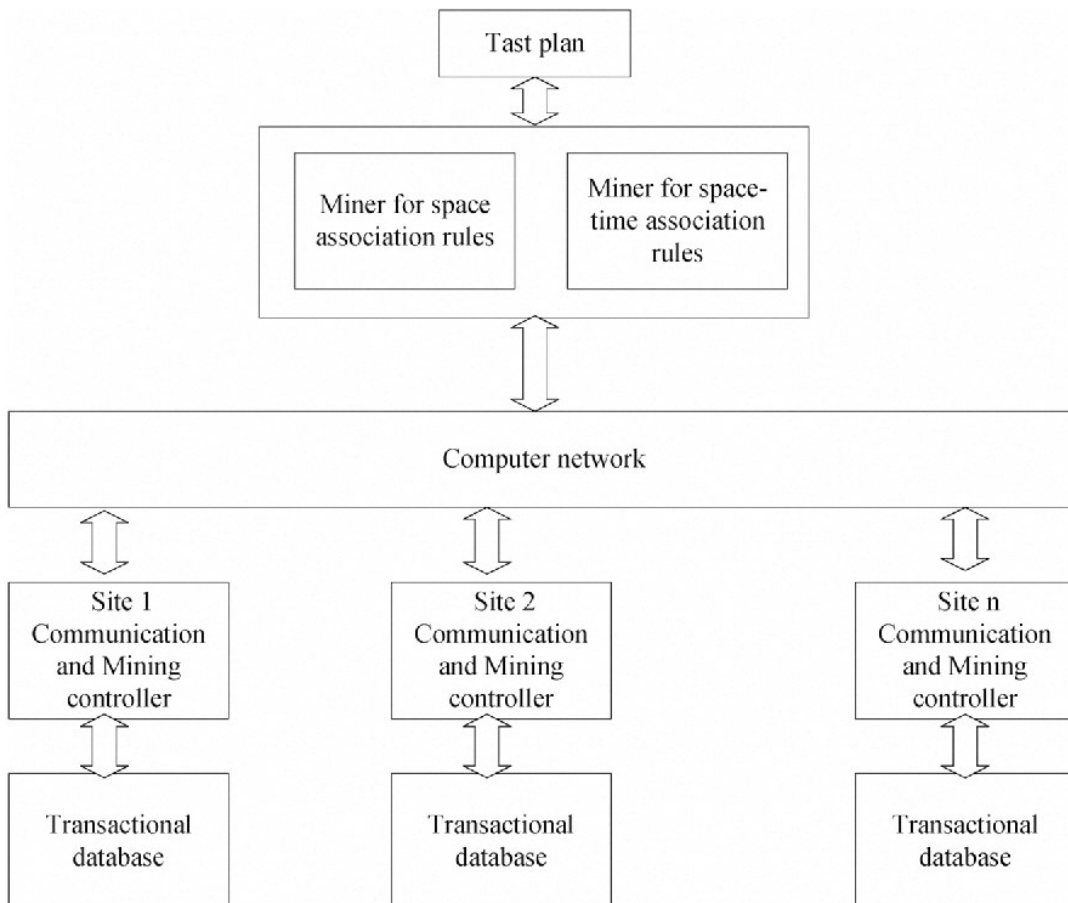 Tast plan
Miner for space
association rules
Miner for space-
time association
rules
Computer network
Site 1
Communication
and Mining
controller
Site 2
Communication
and Mining
controller
Site n
Communication
and Mining
controller
Transactional
database
Transactional
database
Transactional
database